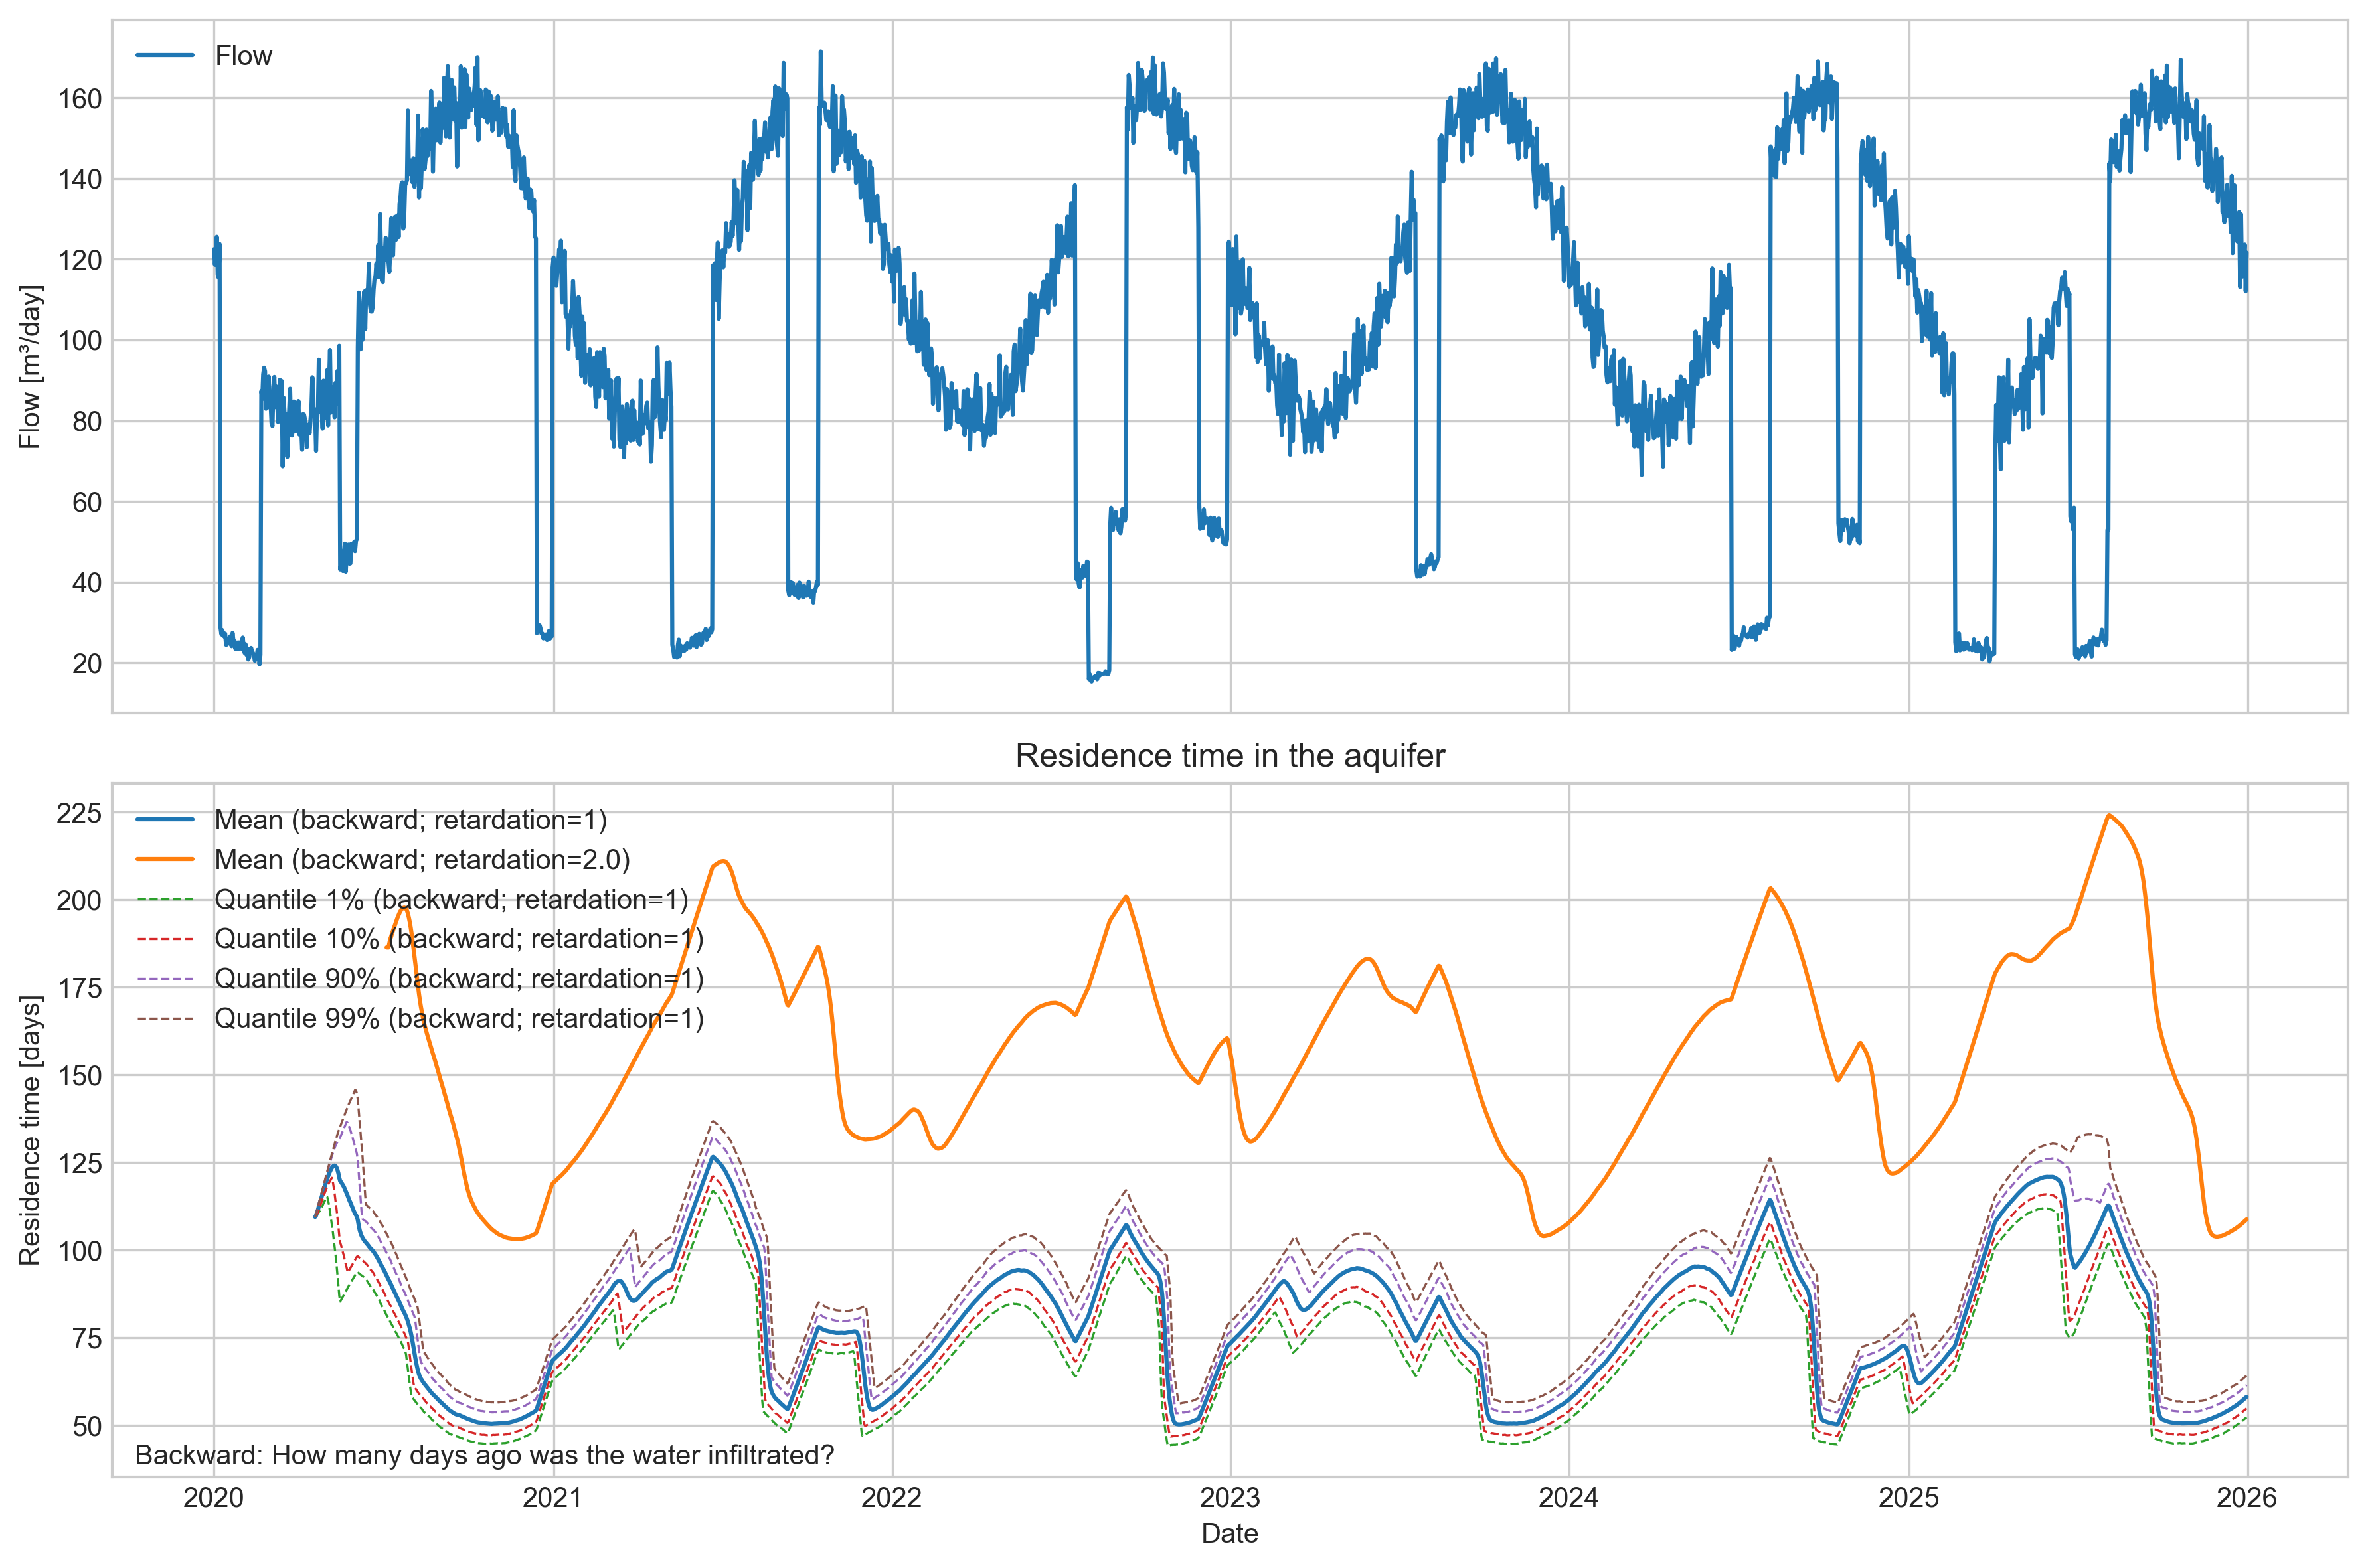 Flow
160
140
120
100
80
60
40
20
Flow [m³/day]
Residence time in the aquifer
Mean (backward; retardation=1)
Mean (backward; retardation=2.0)
Quantile 1% (backward; retardation=1)
Quantile 10% (backward; retardation=1)
Quantile 90% (backward; retardation=1)
Quantile 99% (backward; retardation=1)
225
200
175
150
125
100
75
50
Residence time [days]
Backward: How many days ago was the water infiltrated?
2020 2021 2022 2023 2024 2025 2026
Date